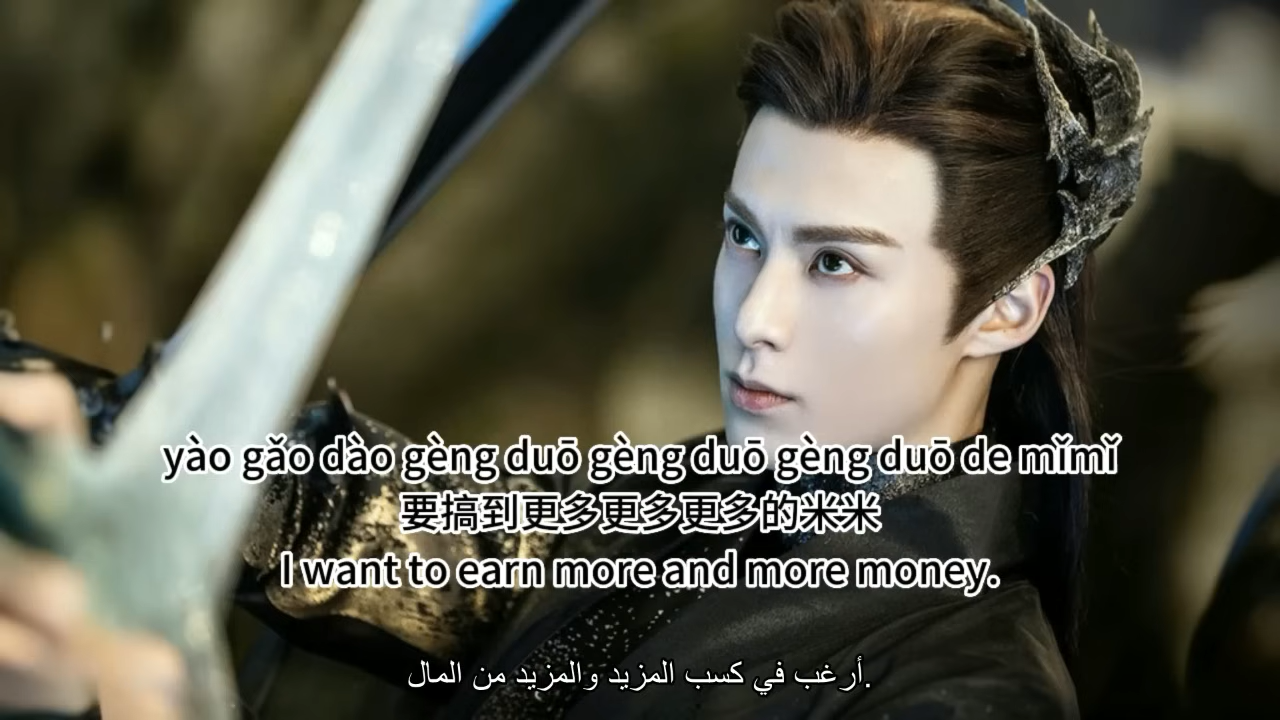 yào gǎo dào gèng duō gèng duō gèng duō de mǐmǐ
要搞到更多更多更多的米米
I want to earn more and more money.
أرغب في كسب المزيد والمزيد من المال.